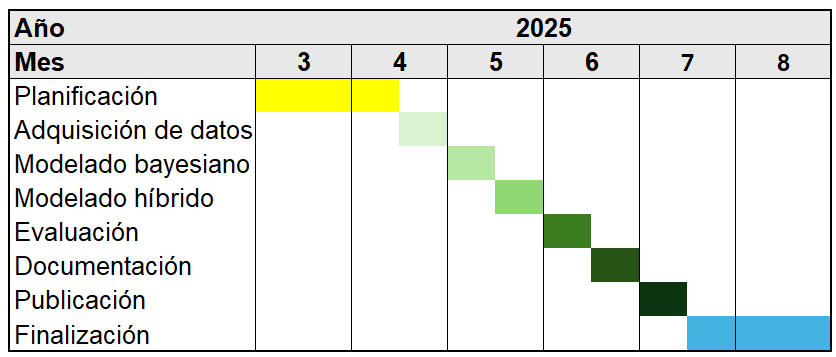 Año 2025
Mes 3 4 5 6 7 8
Planificación
Adquisición de datos
Modelado bayesiano
Modelado híbrido
Evaluación
Documentación
Publicación
Finalización